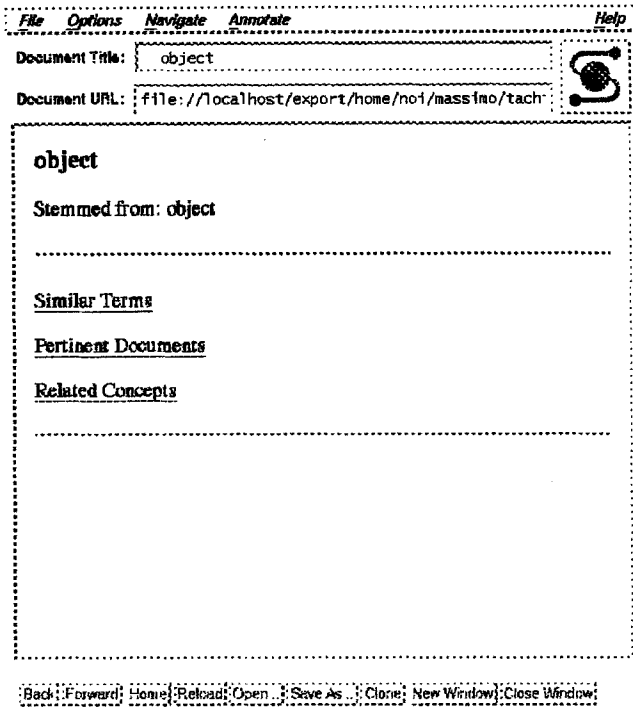 File Options Navigate Annotate Help
Document Title: object
Document URL: file://localhost/export/home/noi/massimo/tach
object
Stemmed from: object
Similar Terms
Pertinent Documents
Related Concepts
Back Forward Home Reload Open .. Save As .. Clone New Window Close Window